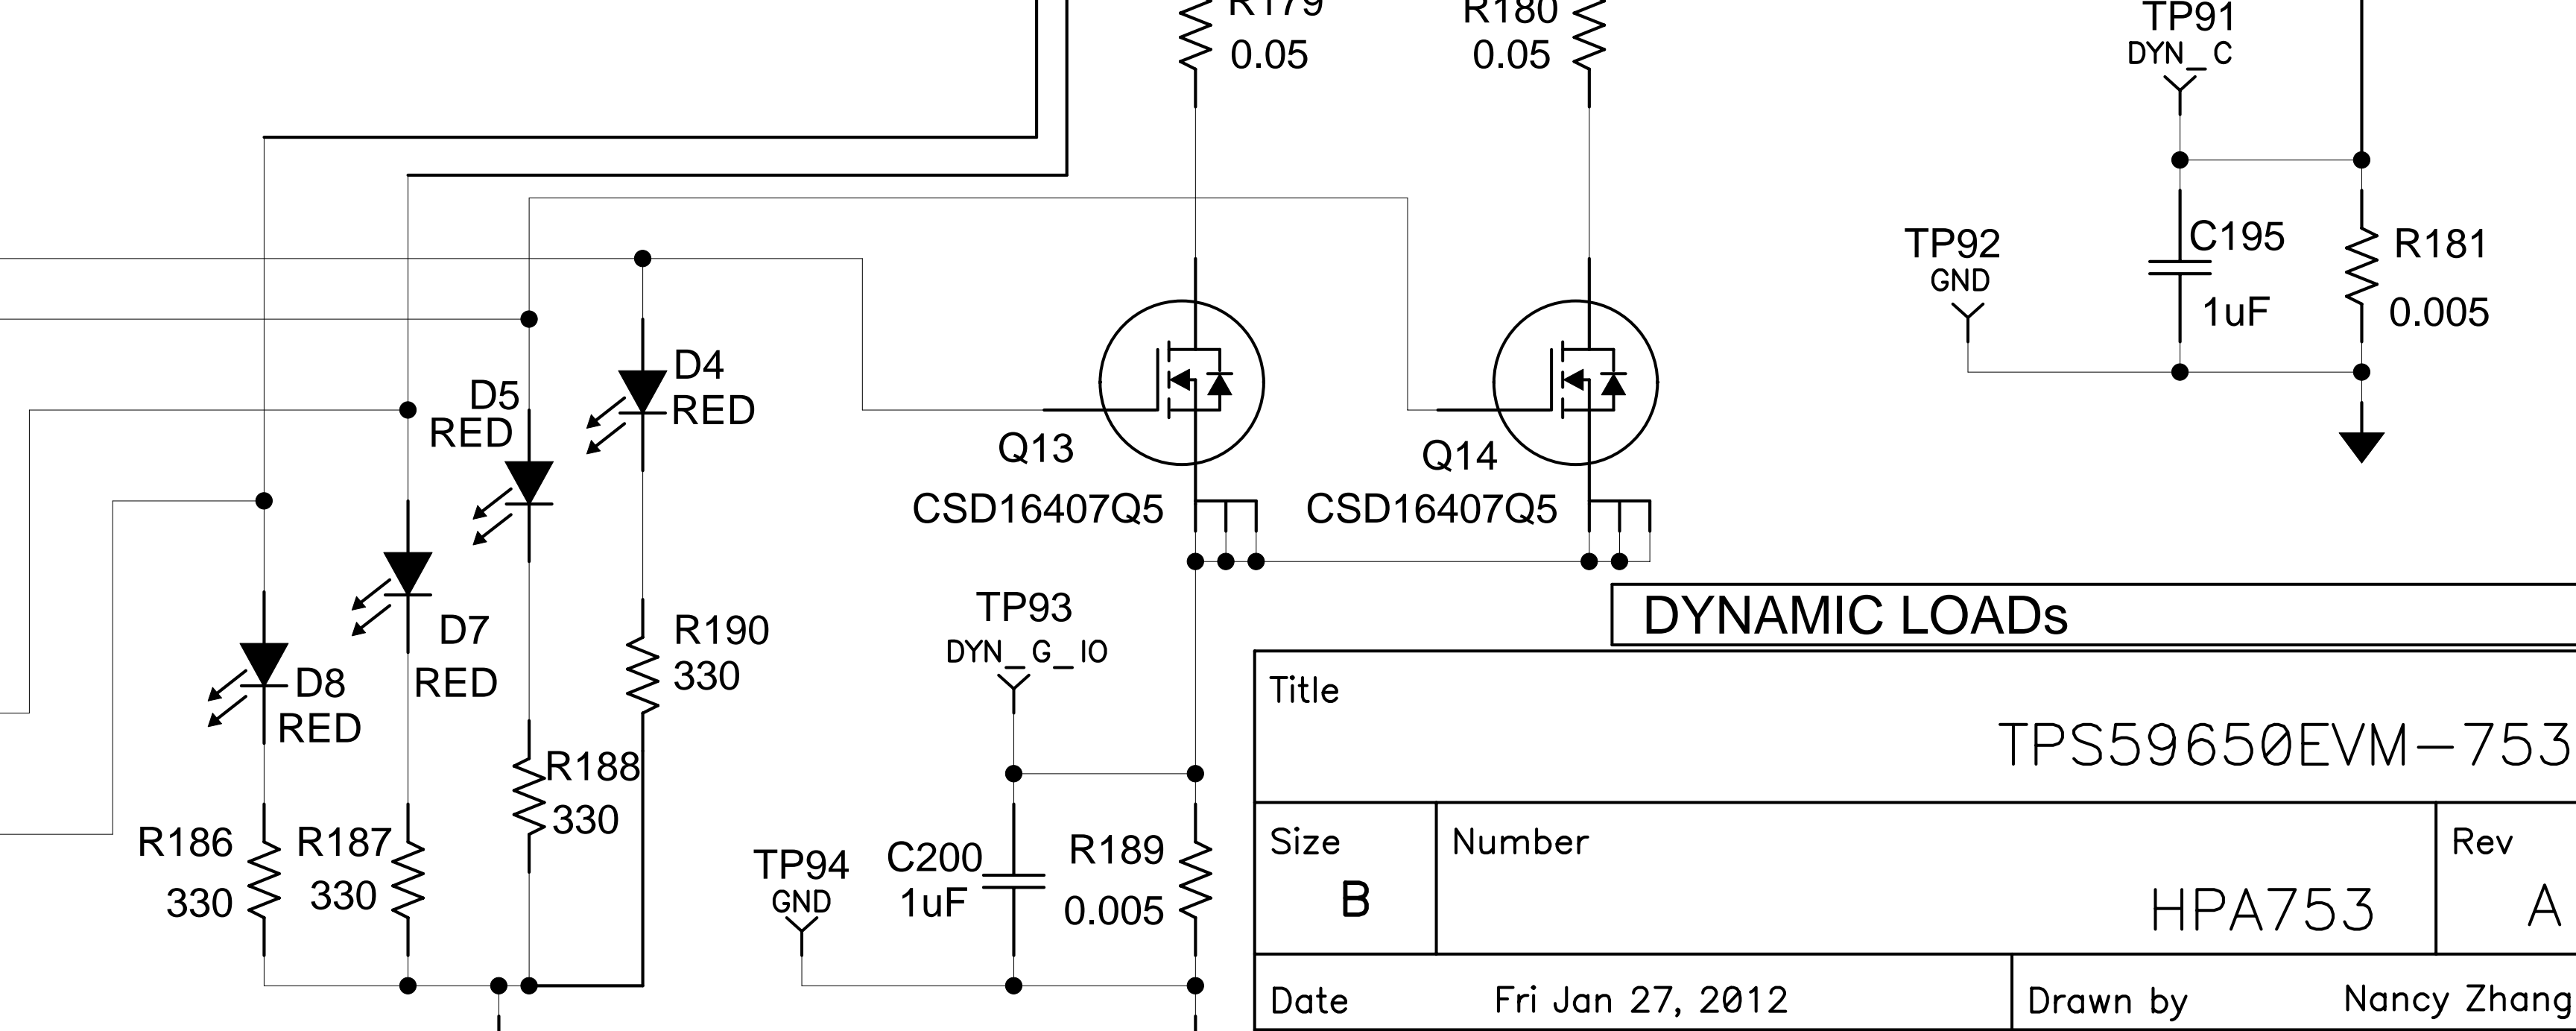 R179
0.05
R180
0.05
TP91
DYN_C
TP92
GND
C195
1uF
R181
0.005
D4
RED
D5
RED
Q13
CSD16407Q5
Q14
CSD16407Q5
D7
RED
D8
RED
R190
330
R188
330
R186
330
R187
330
TP93
DYN_G_IO
TP94
GND
C200
1uF
R189
0.005
DYNAMIC LOADs
Title
TPS59650EVM-753
Size
B
Number
HPA753
Rev
A
Date
Fri Jan 27, 2012
Drawn by
Nancy Zhang